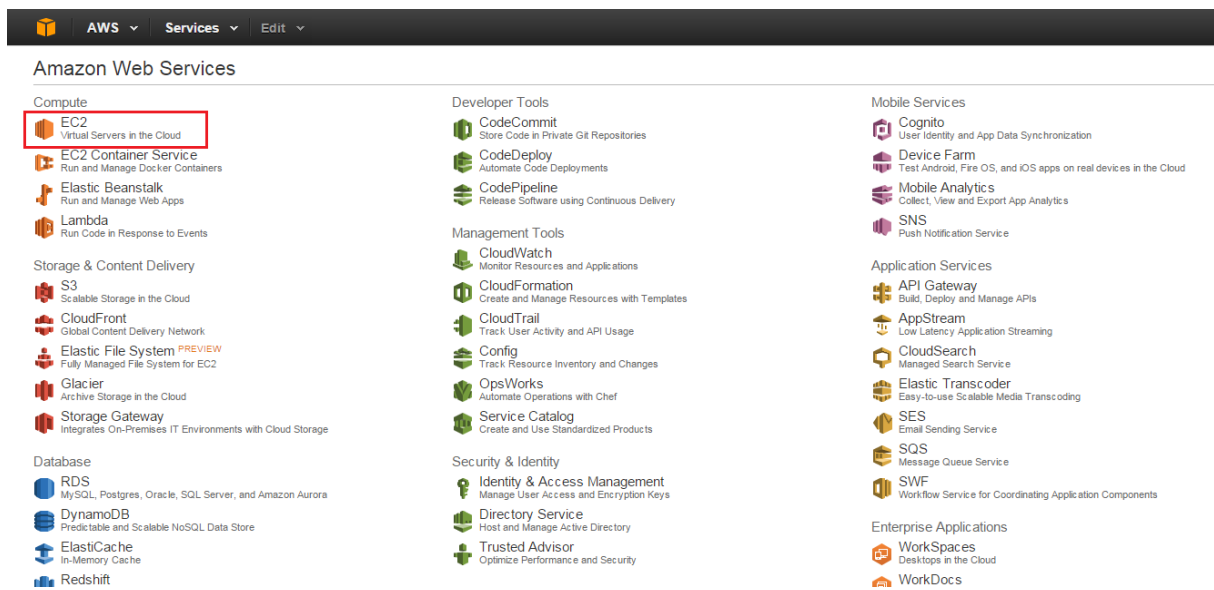 AWS Services Edit
Amazon Web Services
Compute
EC2
Virtual Servers in the Cloud
EC2 Container Service
Run and Manage Docker Containers
Elastic Beanstalk
Run and Manage Web Apps
Lambda
Run Code in Response to Events
Storage & Content Delivery
S3
Scalable Storage in the Cloud
CloudFront
Global Content Delivery Network
Elastic File System PREVIEW
Fully Managed File System for EC2
Glacier
Archive Storage in the Cloud
Storage Gateway
Integrates On-Premises IT Environments with Cloud Storage
Database
RDS
MySQL, Postgres, Oracle, SQL Server, and Amazon Aurora
DynamoDB
Predictable and Scalable NoSQL Data Store
ElastiCache
In-Memory Cache
Redshift
Developer Tools
CodeCommit
Store Code in Private Git Repositories
CodeDeploy
Automate Code Deployments
CodePipeline
Release Software using Continuous Delivery
Management Tools
CloudWatch
Monitor Resources and Applications
CloudFormation
Create and Manage Resources with Templates
CloudTrail
Track User Activity and API Usage
Config
Track Resource Inventory and Changes
OpsWorks
Automate Operations with Chef
Service Catalog
Create and Use Standardized Products
Security & Identity
Identity & Access Management
Manage User Access and Encryption Keys
Directory Service
Host and Manage Active Directory
Trusted Advisor
Optimize Performance and Security
Mobile Services
Cognito
User Identity and App Data Synchronization
Device Farm
Test Android, Fire OS, and iOS apps on real devices in the Cloud
Mobile Analytics
Collect, View and Export App Analytics
SNS
Push Notification Service
Application Services
API Gateway
Build, Deploy and Manage APIs
AppStream
Low Latency Application Streaming
CloudSearch
Managed Search Service
Elastic Transcoder
Easy-to-use Scalable Media Transcoding
SES
Email Sending Service
SQS
Message Queue Service
SWF
Workflow Service for Coordinating Application Components
Enterprise Applications
WorkSpaces
Desktops in the Cloud
WorkDocs